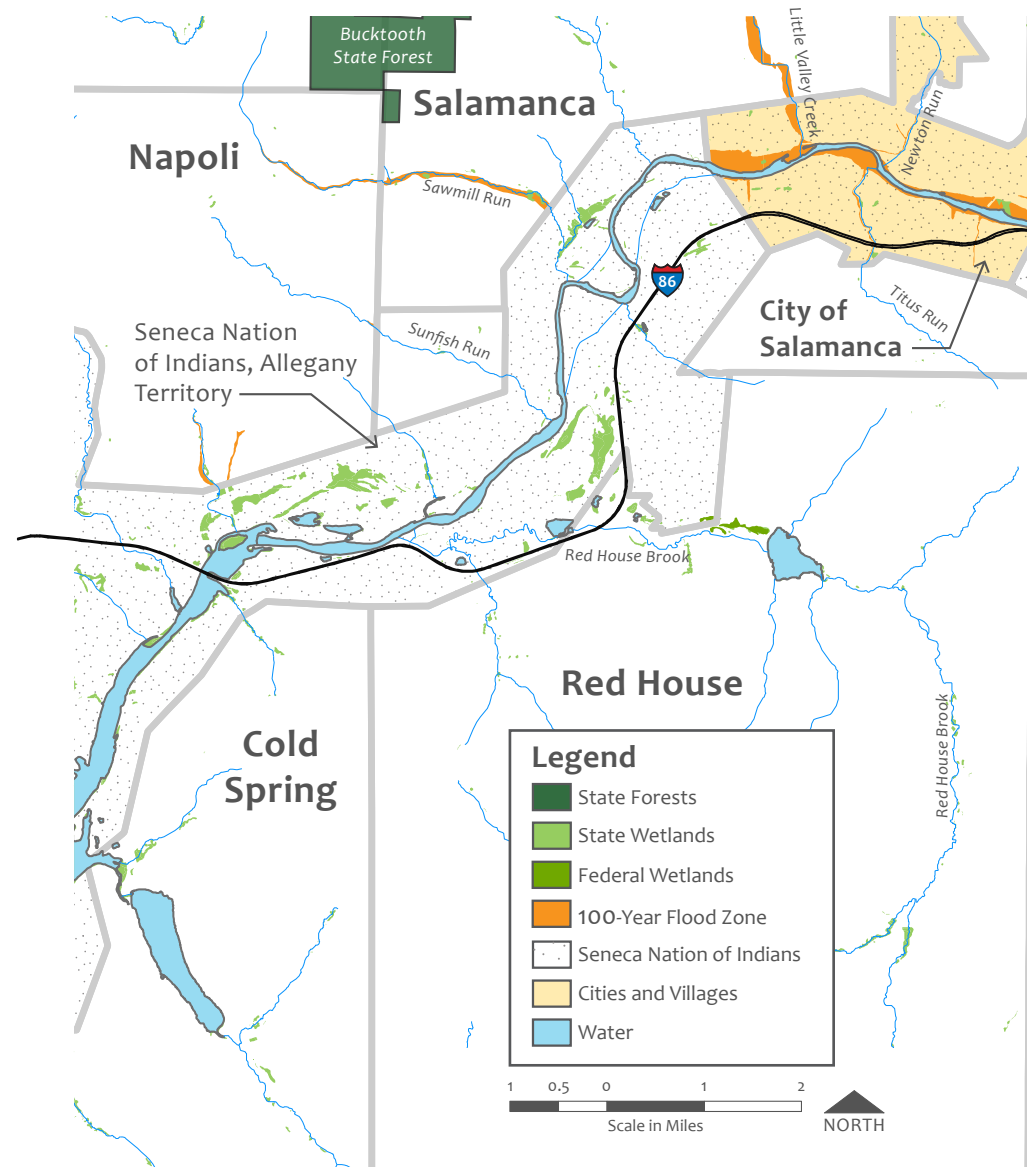 Bucktooth
State Forest
Little Valley Creek
Salamanca
Newton Run
Napoli
Sawmill Run
86
City of
Salamanca
Titus Run
Seneca Nation
of Indians, Allegany
Territory
Sunfish Run
Red House Brook
Red House
Red House Brook
Cold
Spring
Legend
State Forests
State Wetlands
Federal Wetlands
100-Year Flood Zone
Seneca Nation of Indians
Cities and Villages
Water
1 0.5 0 1 2
Scale in Miles
NORTH